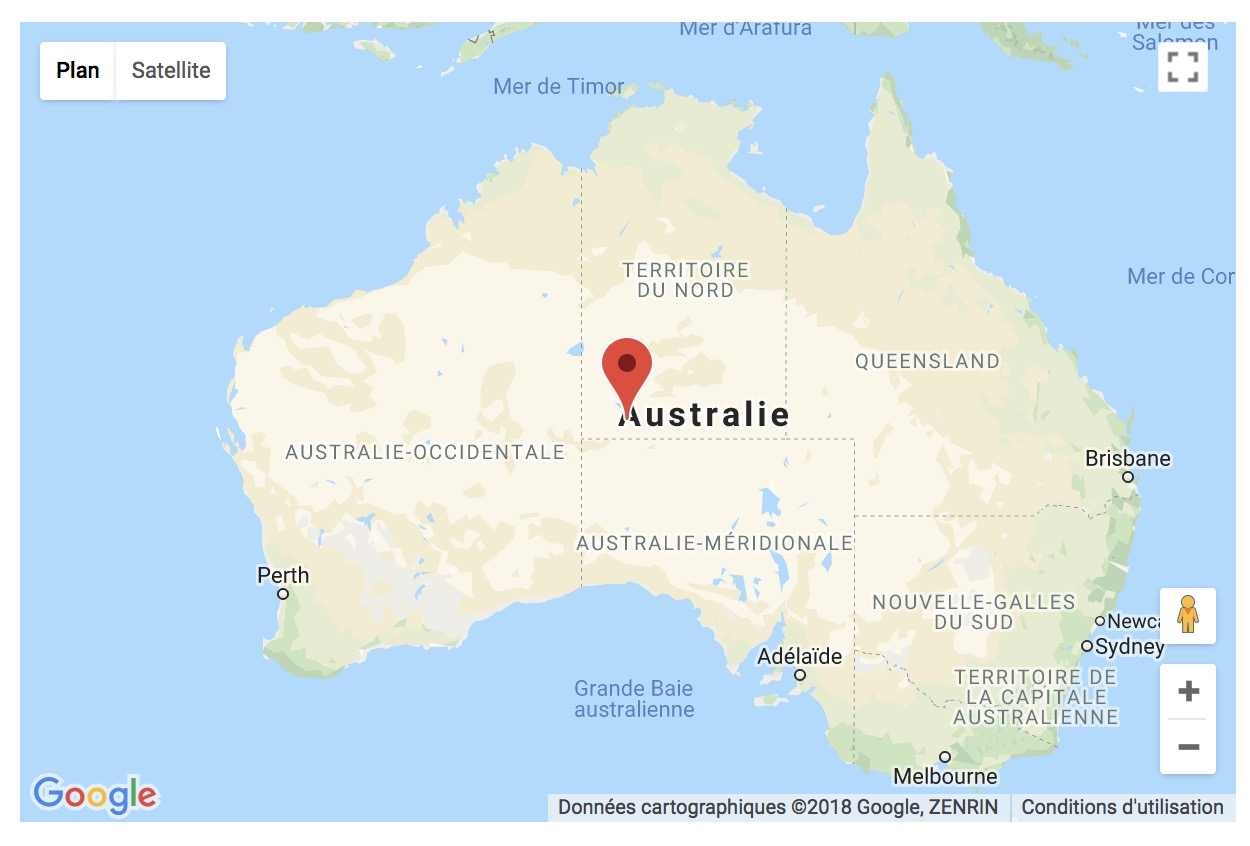 Mer d'Arafura
Mer des
Salomon
Plan
Satellite
Mer de Timor
TERRITOIRE
DU NORD
Mer de Cor
QUEENSLAND
Australie
AUSTRALIE-OCCIDENTALE
Brisbane
AUSTRALIE-MÉRIDIONALE
Perth
NOUVELLE-GALLES
DU SUD
Newca
Sydney
Adélaïde
TERRITOIRE DE
LA CAPITALE
AUSTRALIENNE
Grande Baie
australienne
Melbourne
Google
Données cartographiques ©2018 Google, ZENRIN
Conditions d'utilisation